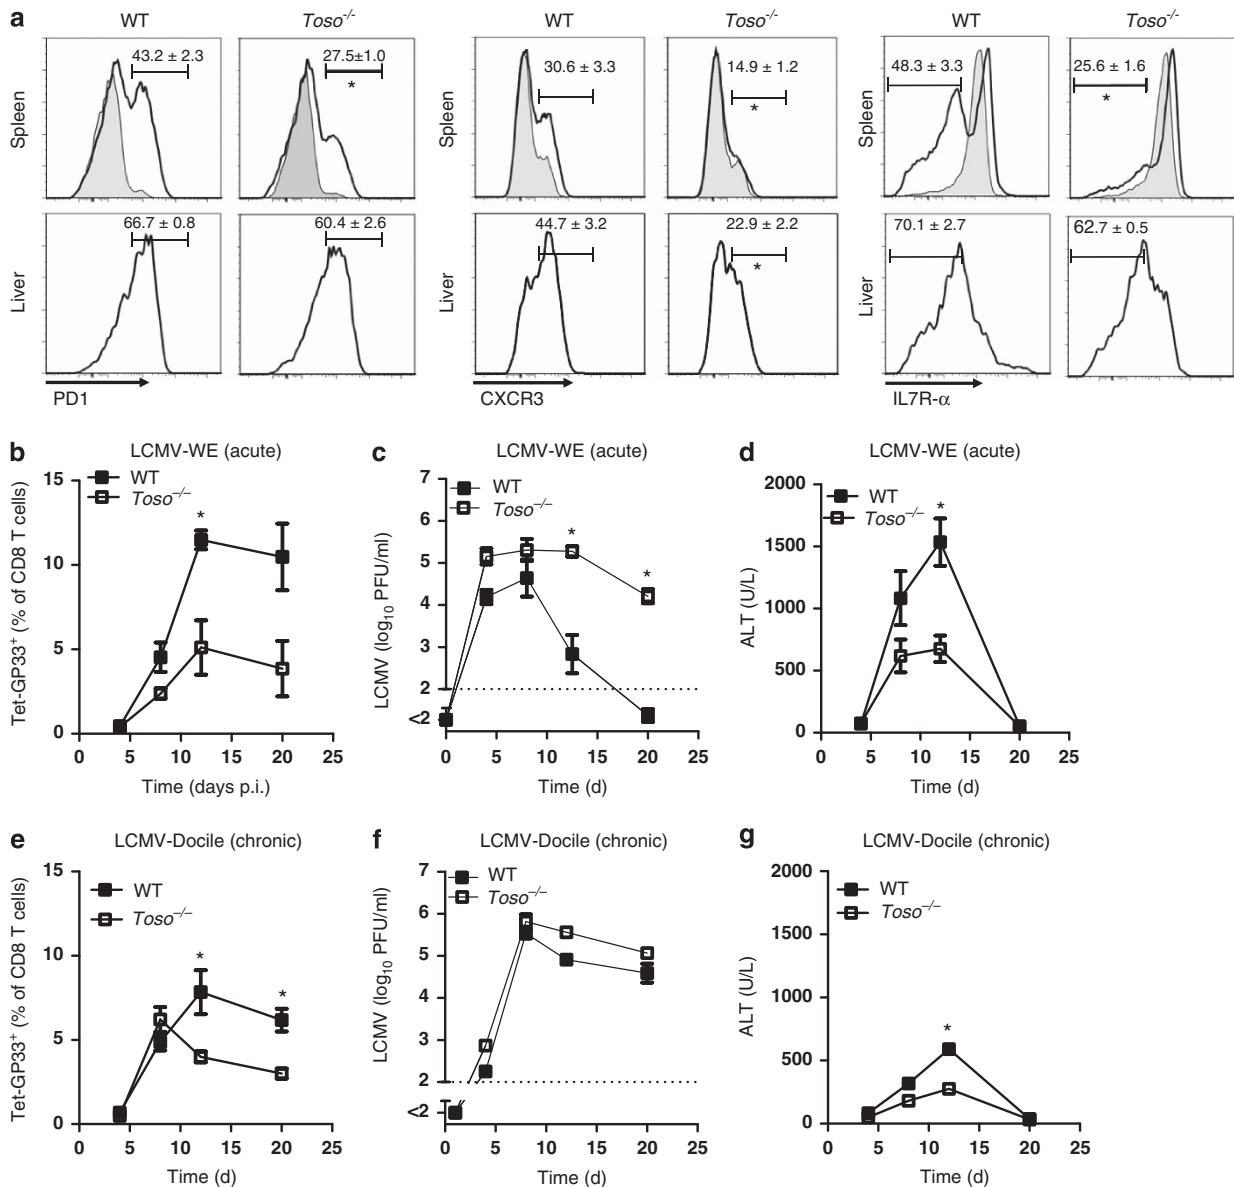 a
WT Toso-/- WT Toso-/- WT Toso-/-
Spleen 43.2 ± 2.3 27.5±1.0 * Spleen 30.6 ± 3.3 14.9 ± 1.2 * Spleen 48.3 ± 3.3 25.6 ± 1.6 *
Liver 66.7 ± 0.8 60.4 ± 2.6 Liver 44.7 ± 3.2 22.9 ± 2.2 * Liver 70.1 ± 2.7 62.7 ± 0.5
PD1 CXCR3 IL7R-α
b LCMV-WE (acute)
WT
Toso–/–
Tet-GP33+ (% of CD8 T cells)
15
10
5
0
*
0 5 10 15 20 25
Time (days p.i.)
c LCMV-WE (acute)
WT
Toso–/–
LCMV (log10 PFU/ml)
7
6
5
4
3
2
<2
*
*
0 5 10 15 20 25
Time (d)
d LCMV-WE (acute)
WT
Toso–/–
ALT (U/L)
2000
1500
1000
500
0
*
0 5 10 15 20 25
Time (d)
e LCMV-Docile (chronic)
WT
Toso–/–
Tet-GP33+ (% of CD8 T cells)
15
10
5
0
*
*
0 5 10 15 20 25
Time (d)
f LCMV-Docile (chronic)
WT
Toso–/–
LCMV (log10 PFU/ml)
7
6
5
4
3
2
<2
0 5 10 15 20 25
Time (d)
g LCMV-Docile (chronic)
WT
Toso–/–
ALT (U/L)
2000
1500
1000
500
0
*
0 5 10 15 20 25
Time (d)